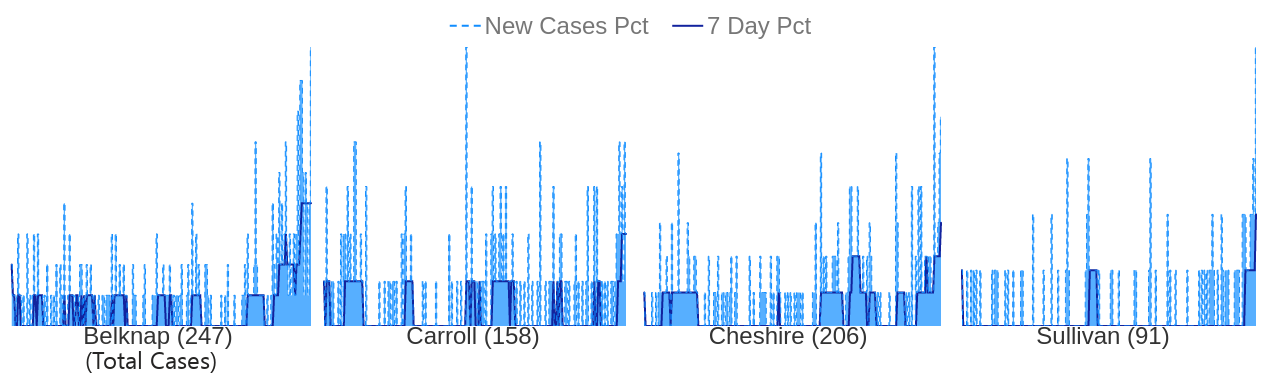 New Cases Pct 7 Day Pct
Belknap (247) Carroll (158) Cheshire (206) Sullivan (91)
(Total Cases)